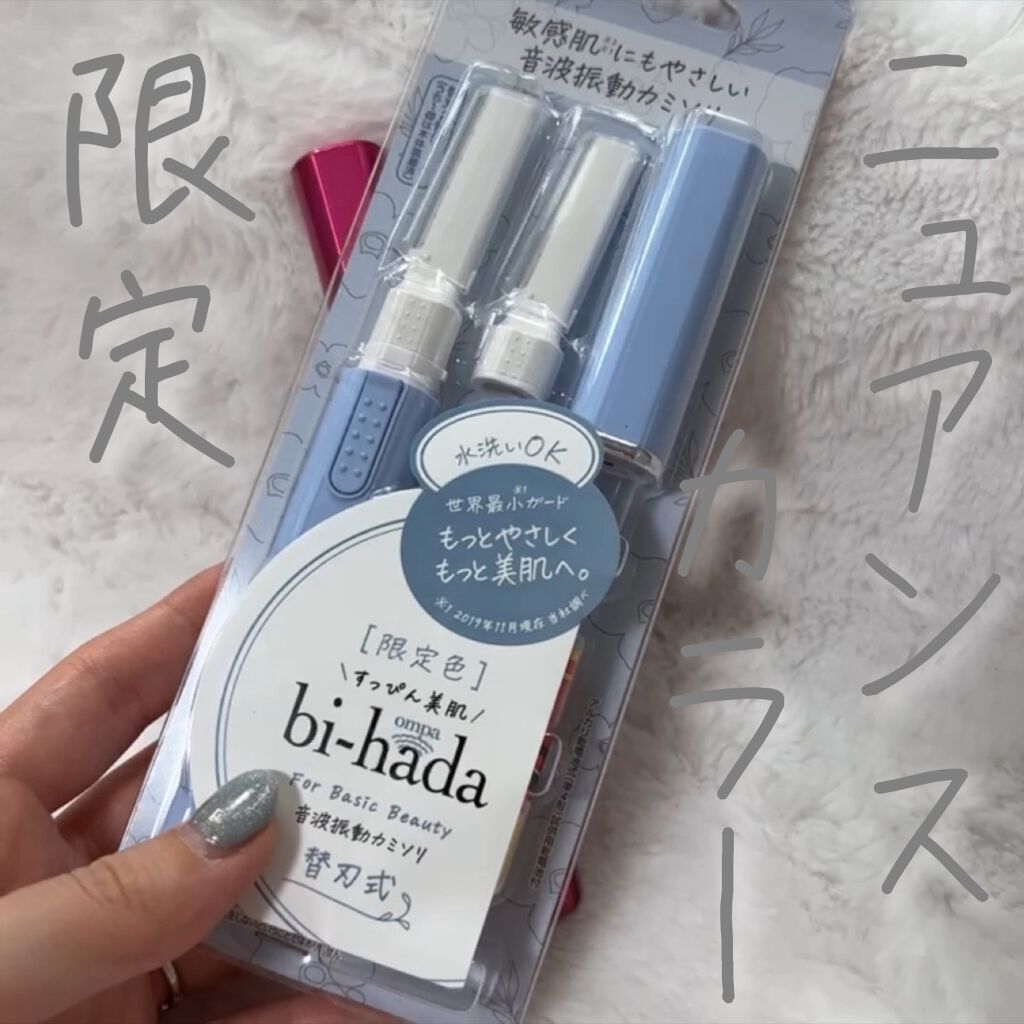 限定
ニュアンス
カラー
敏感肌にもやさしい
音波振動カミソリ
水洗いOK
※1
世界最小ガード
もっとやさしく
もっと美肌へ。
※1 2019年11月現在 当社調べ
[限定色]
\すっぴん美肌/
ompa
bi-hada
For Basic Beauty
音波振動カミソリ
替刃式